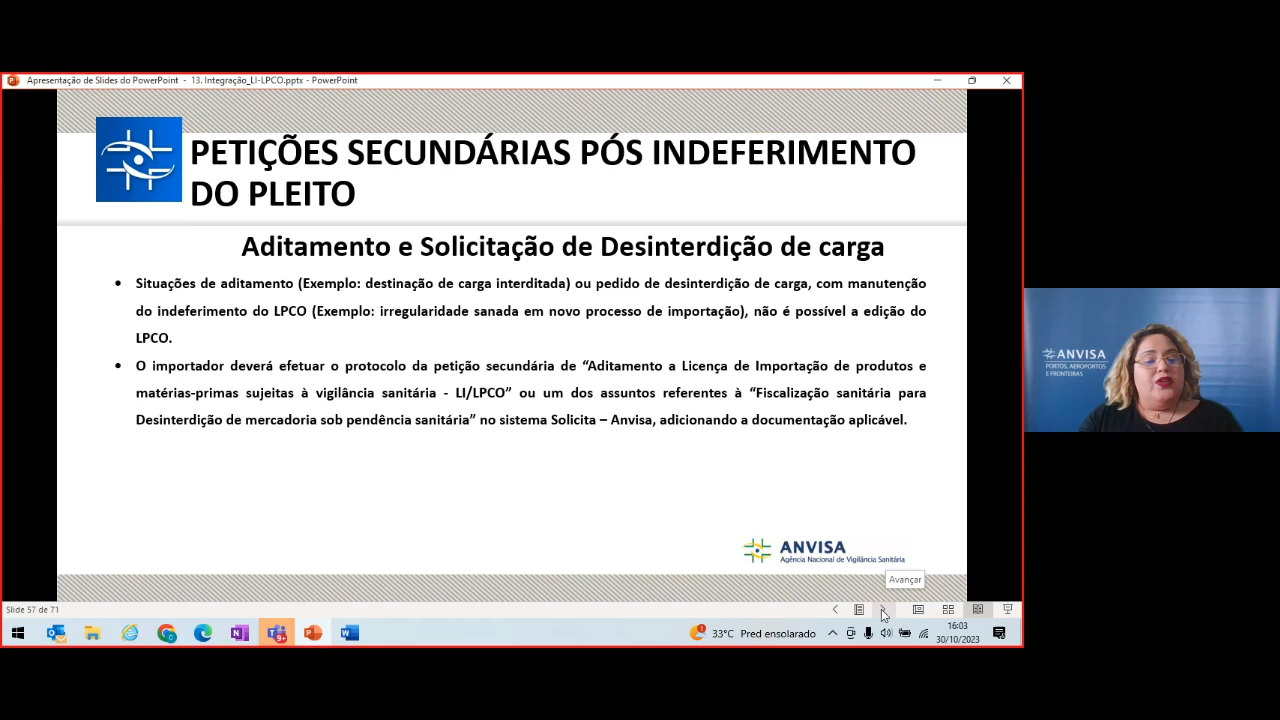 Apresentação de Slides do PowerPoint - 13. Integração_LI-LPCO.pptx - PowerPoint
PETIÇÕES SECUNDÁRIAS PÓS INDEFERIMENTO
DO PLEITO
Aditamento e Solicitação de Desinterdição de carga
• Situações de aditamento (Exemplo: destinação de carga interditada) ou pedido de desinterdição de carga, com manutenção
do indeferimento do LPCO (Exemplo: irregularidade sanada em novo processo de importação), não é possível a edição do
LPCO.
• O importador deverá efetuar o protocolo da petição secundária de “Aditamento a Licença de Importação de produtos e
matérias-primas sujeitas à vigilância sanitária - LI/LPCO” ou um dos assuntos referentes à “Fiscalização sanitária para
Desinterdição de mercadoria sob pendência sanitária” no sistema Solicita – Anvisa, adicionando a documentação aplicável.
ANVISA
Agência Nacional de Vigilância Sanitária
Avançar
Slide 57 de 71
9+
1
33°C Pred ensolarado
16:03
30/10/2023
ANVISA
PORTOS, AEROPORTOS
E FRONTEIRAS